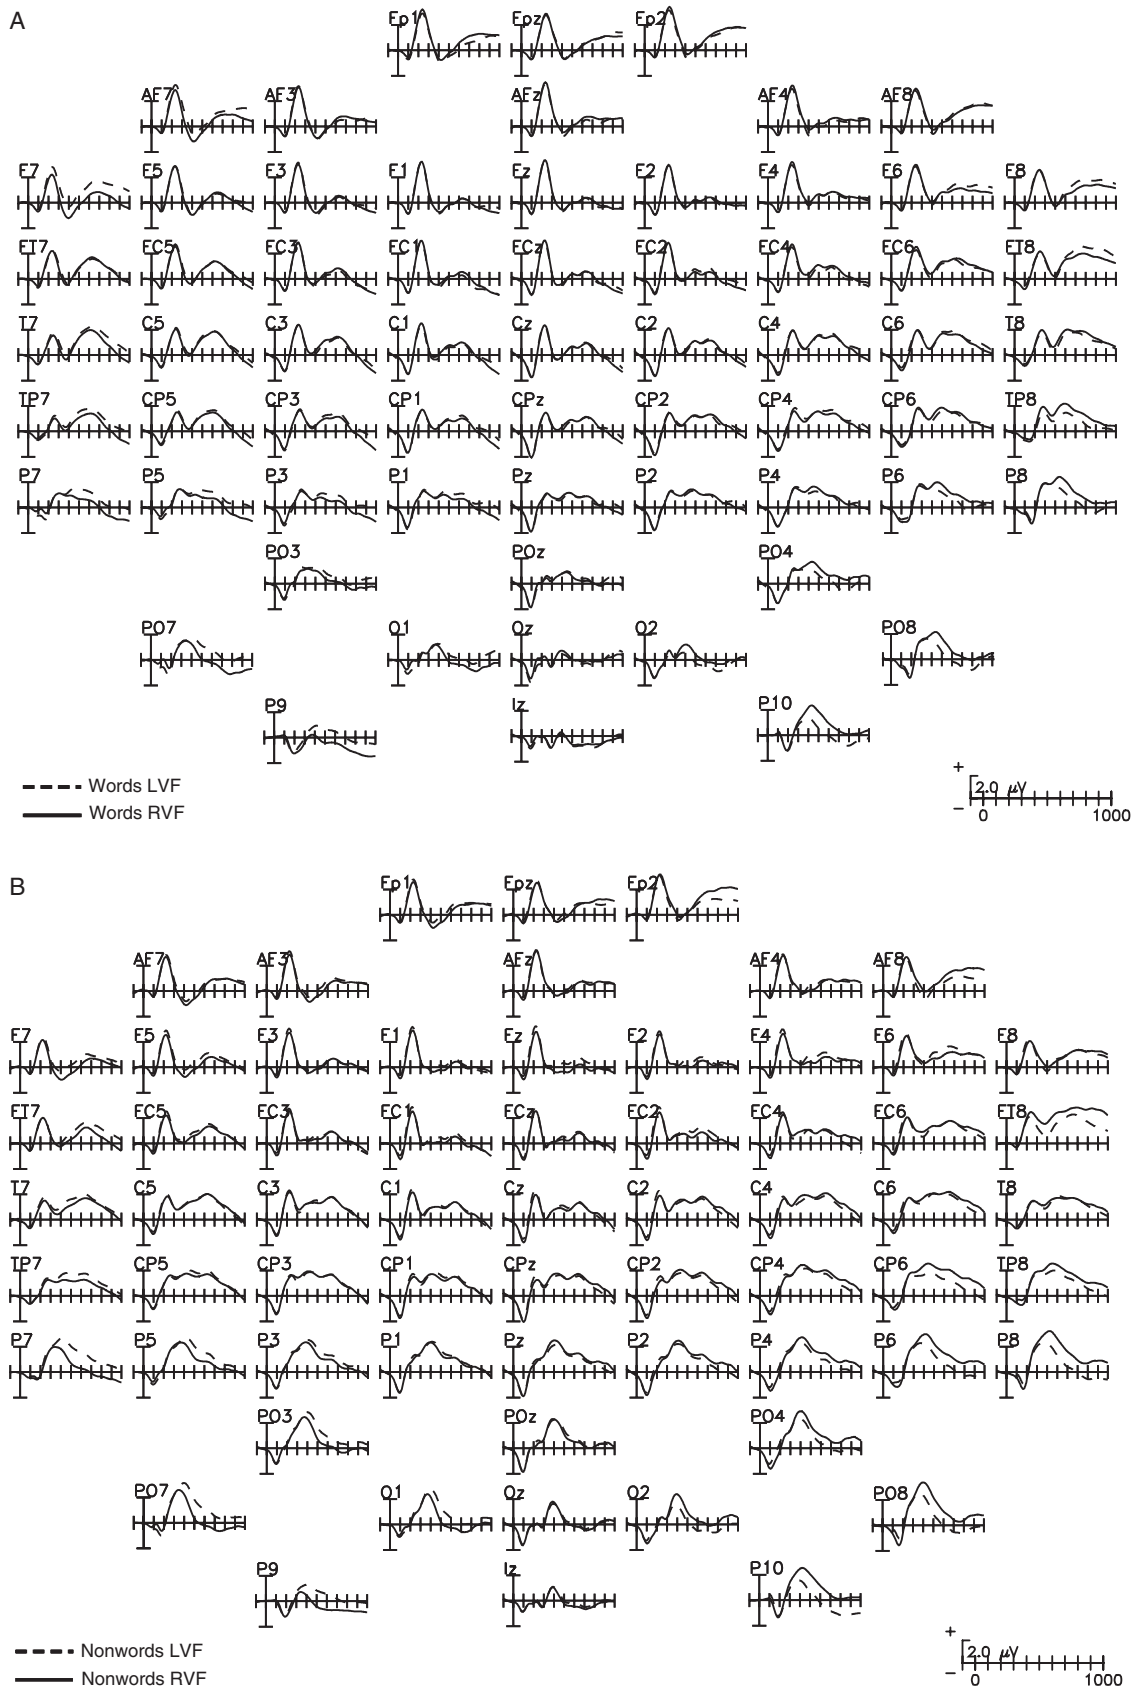 A
Fp1 Fpz Fp2
AF7 AF3 AFz AF4 AF8
F7 F5 F3 F1 Fz F2 F4 F6 F8
FT7 FC5 FC3 FC1 FCz FC2 FC4 FC6 FT8
T7 C5 C3 C1 Cz C2 C4 C6 T8
TP7 CP5 CP3 CP1 CPz CP2 CP4 CP6 TP8
P7 P5 P3 P1 Pz P2 P4 P6 P8
PO3 POz PO4
PO7 O1 Oz O2 PO8
P9 Iz P10
Words LVF
Words RVF
+
2.0 μV
−
0 1000
B
Fp1 Fpz Fp2
AF7 AF3 AFz AF4 AF8
F7 F5 F3 F1 Fz F2 F4 F6 F8
FT7 FC5 FC3 FC1 FCz FC2 FC4 FC6 FT8
T7 C5 C3 C1 Cz C2 C4 C6 T8
TP7 CP5 CP3 CP1 CPz CP2 CP4 CP6 TP8
P7 P5 P3 P1 Pz P2 P4 P6 P8
PO3 POz PO4
PO7 O1 Oz O2 PO8
P9 Iz P10
Nonwords LVF
Nonwords RVF
+
2.0 μV
−
0 1000